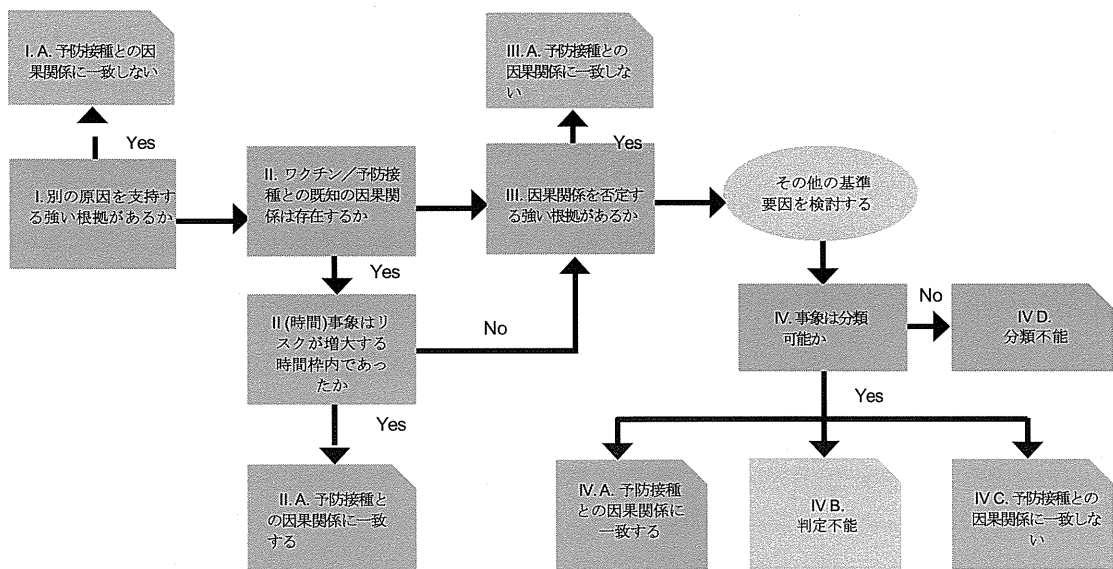 I. A. 予防接種との因
果関係に一致しない
III. A. 予防接種との
因果関係に一致しな
い
Yes
Yes
I. 別の原因を支持す
る強い根拠があるか
II. ワクチン／予防接
種との既知の因果関
係は存在するか
III. 因果関係を否定す
る強い根拠があるか
その他の基準
要因を検討する
Yes
II (時間)事象はリ
スクが増大する
時間枠内であっ
たか
No
IV. 事象は分類
可能か
No
IV D.
分類不能
Yes
Yes
II. A. 予防接種と
の因果関係に一致
する
IV. A. 予防接種
との因果関係に
一致する
IV B.
判定不能
IV C. 予防接種との
因果関係に一致しな
い